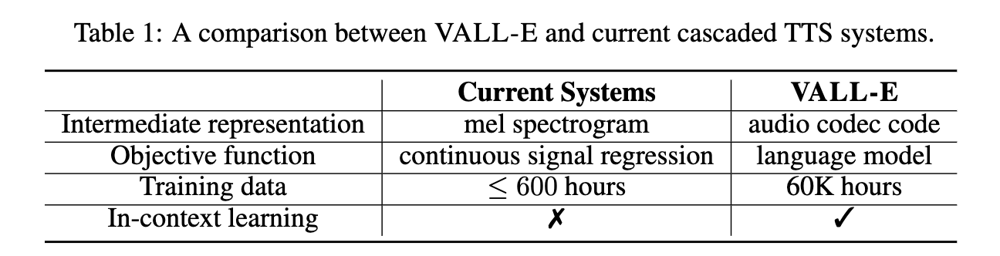 Table 1: A comparison between VALL-E and current cascaded TTS systems.
Current Systems VALL-E
Intermediate representation mel spectrogram audio codec code
Objective function continuous signal regression language model
Training data ≤ 600 hours 60K hours
In-context learning ✗ ✓